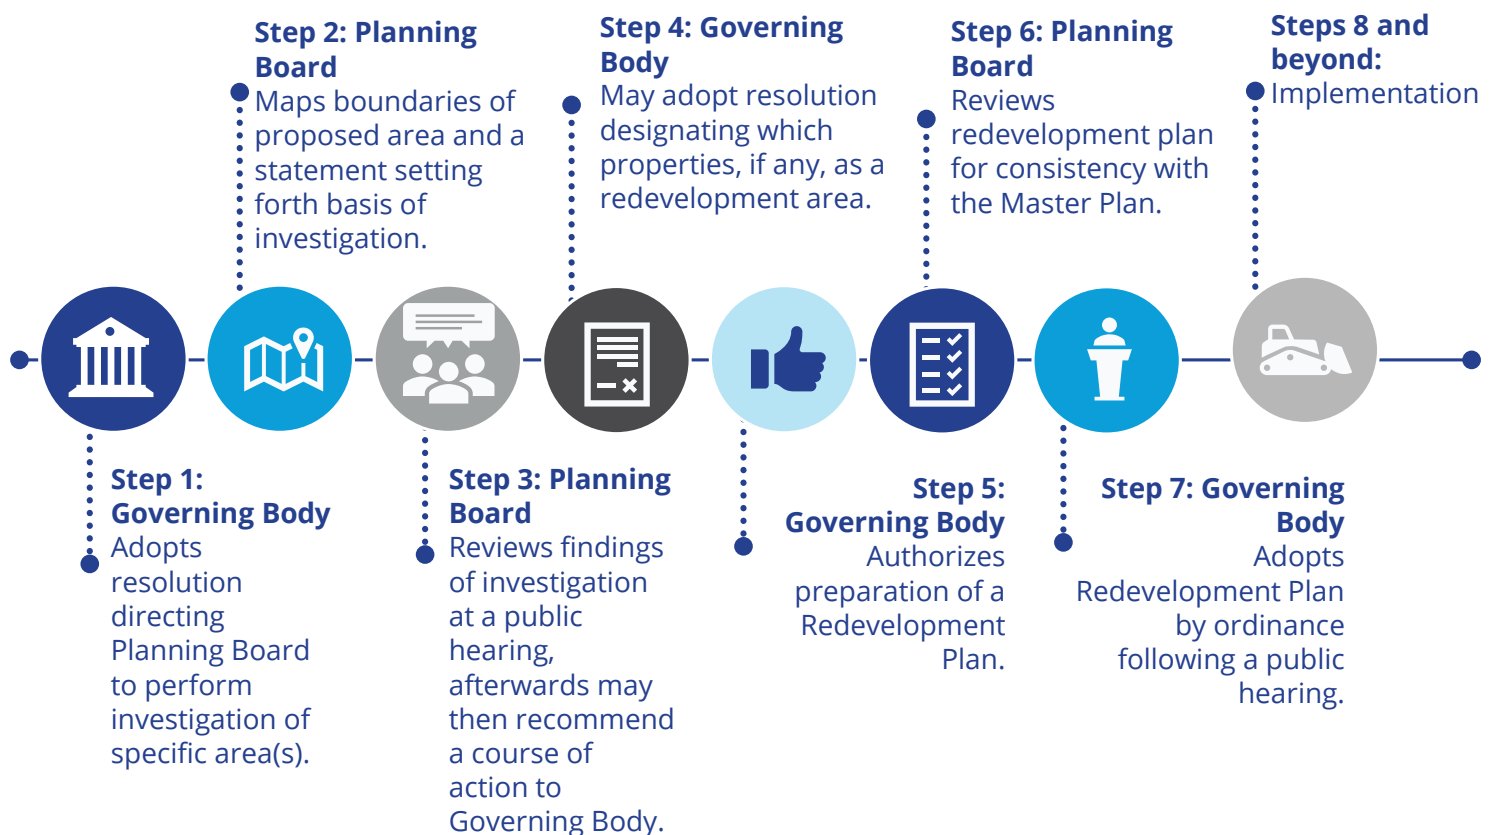 Step 1:
Governing Body
Adopts
resolution
directing
Planning Board
to perform
investigation of
specific area(s).
Step 2: Planning
Board
Maps boundaries of
proposed area and a
statement setting
forth basis of
investigation.
Step 3: Planning
Board
Reviews findings
of investigation
at a public
hearing,
afterwards may
then recommend
a course of
action to
Governing Body.
Step 4: Governing
Body
May adopt resolution
designating which
properties, if any, as a
redevelopment area.
Step 5:
Governing Body
Authorizes
preparation of a
Redevelopment
Plan.
Step 6: Planning
Board
Reviews
redevelopment plan
for consistency with
the Master Plan.
Step 7: Governing
Body
Adopts
Redevelopment Plan
by ordinance
following a public
hearing.
Steps 8 and
beyond:
Implementation